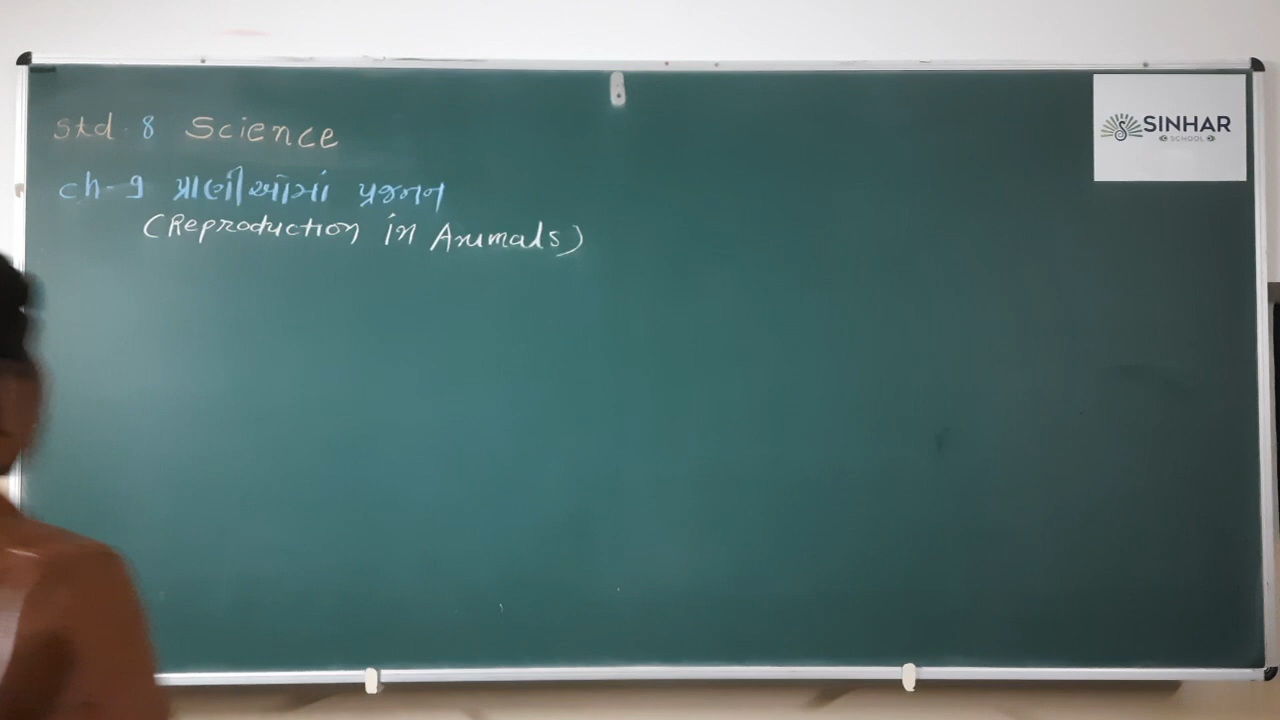 Std. 8 Science
ch-9 પ્રાણીઓમાં પ્રજનન
(Reproduction in Animals)
SINHAR
SCHOOL